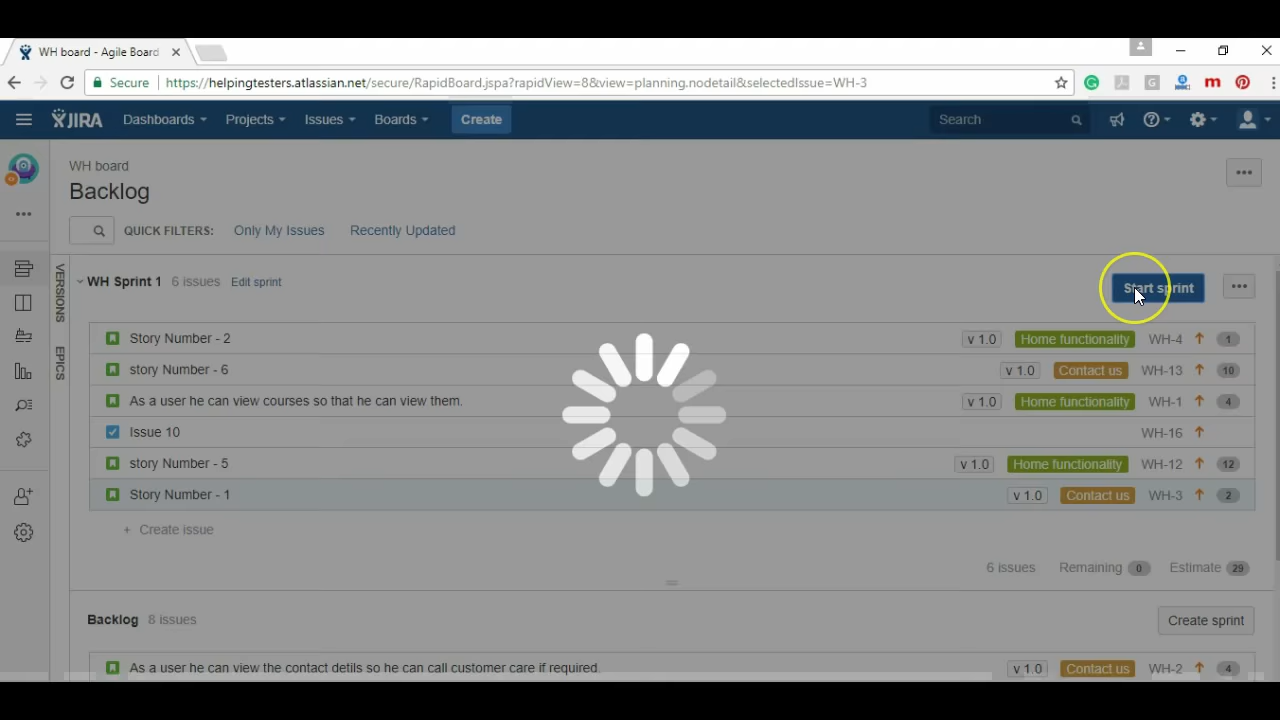 WH board - Agile Board
Secure https://helpingtesters.atlassian.net/secure/RapidBoard.jspa?rapidView=8&view=planning.nodetail&selectedIssue=WH-3
JIRA Dashboards Projects Issues Boards Create Search
WH board
Backlog
QUICK FILTERS: Only My Issues Recently Updated
VERSIONS
EPICS
WH Sprint 1 6 issues Edit sprint Start sprint
Story Number - 2 v 1.0 Home functionality WH-4 1
story Number - 6 v 1.0 Contact us WH-13 10
As a user he can view courses so that he can view them. v 1.0 Home functionality WH-1 4
Issue 10 WH-16
story Number - 5 v 1.0 Home functionality WH-12 12
Story Number - 1 v 1.0 Contact us WH-3 2
+ Create issue
6 issues Remaining 0 Estimate 29
Backlog 8 issues Create sprint
As a user he can view the contact detils so he can call customer care if required. v 1.0 Contact us WH-2 4